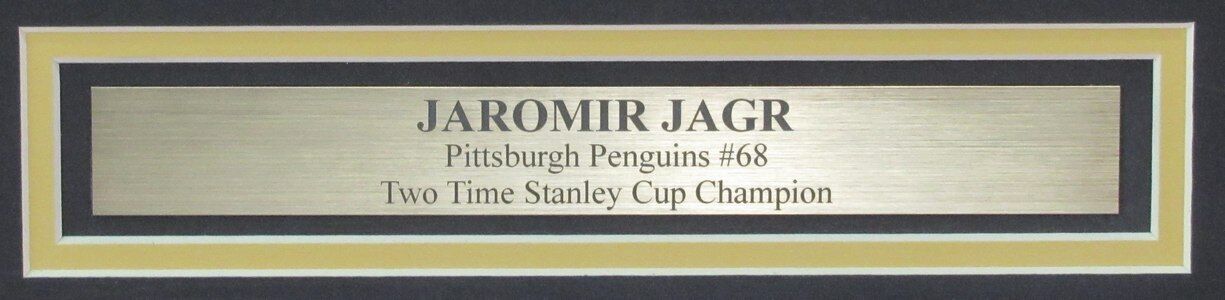 JAROMIR JAGR
Pittsburgh Penguins #68
Two Time Stanley Cup Champion